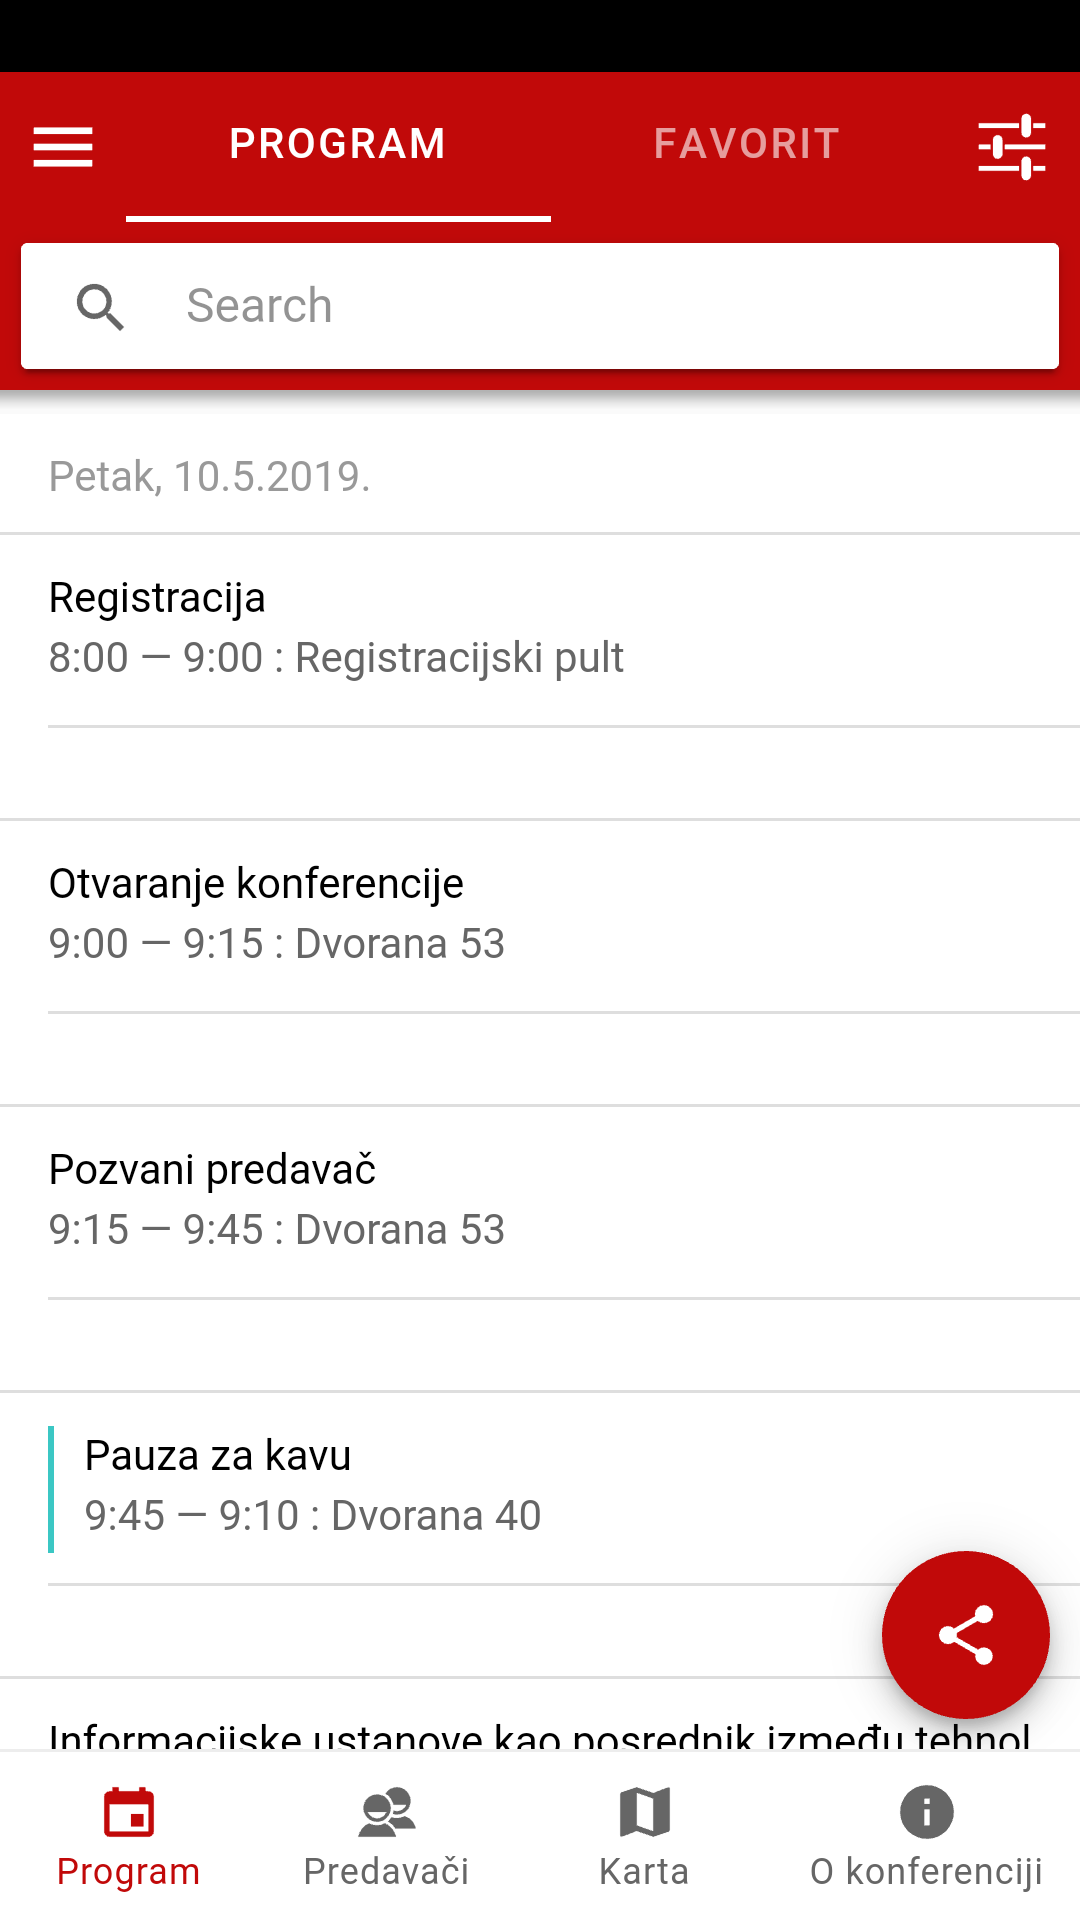 PROGRAM FAVORIT
Search
Petak, 10.5.2019.
Registracija
8:00 — 9:00 : Registracijski pult
Otvaranje konferencije
9:00 — 9:15 : Dvorana 53
Pozvani predavač
9:15 — 9:45 : Dvorana 53
Pauza za kavu
9:45 — 9:10 : Dvorana 40
Informacijske ustanove kao posrednik između tehnol
Program Predavači Karta O konferenciji